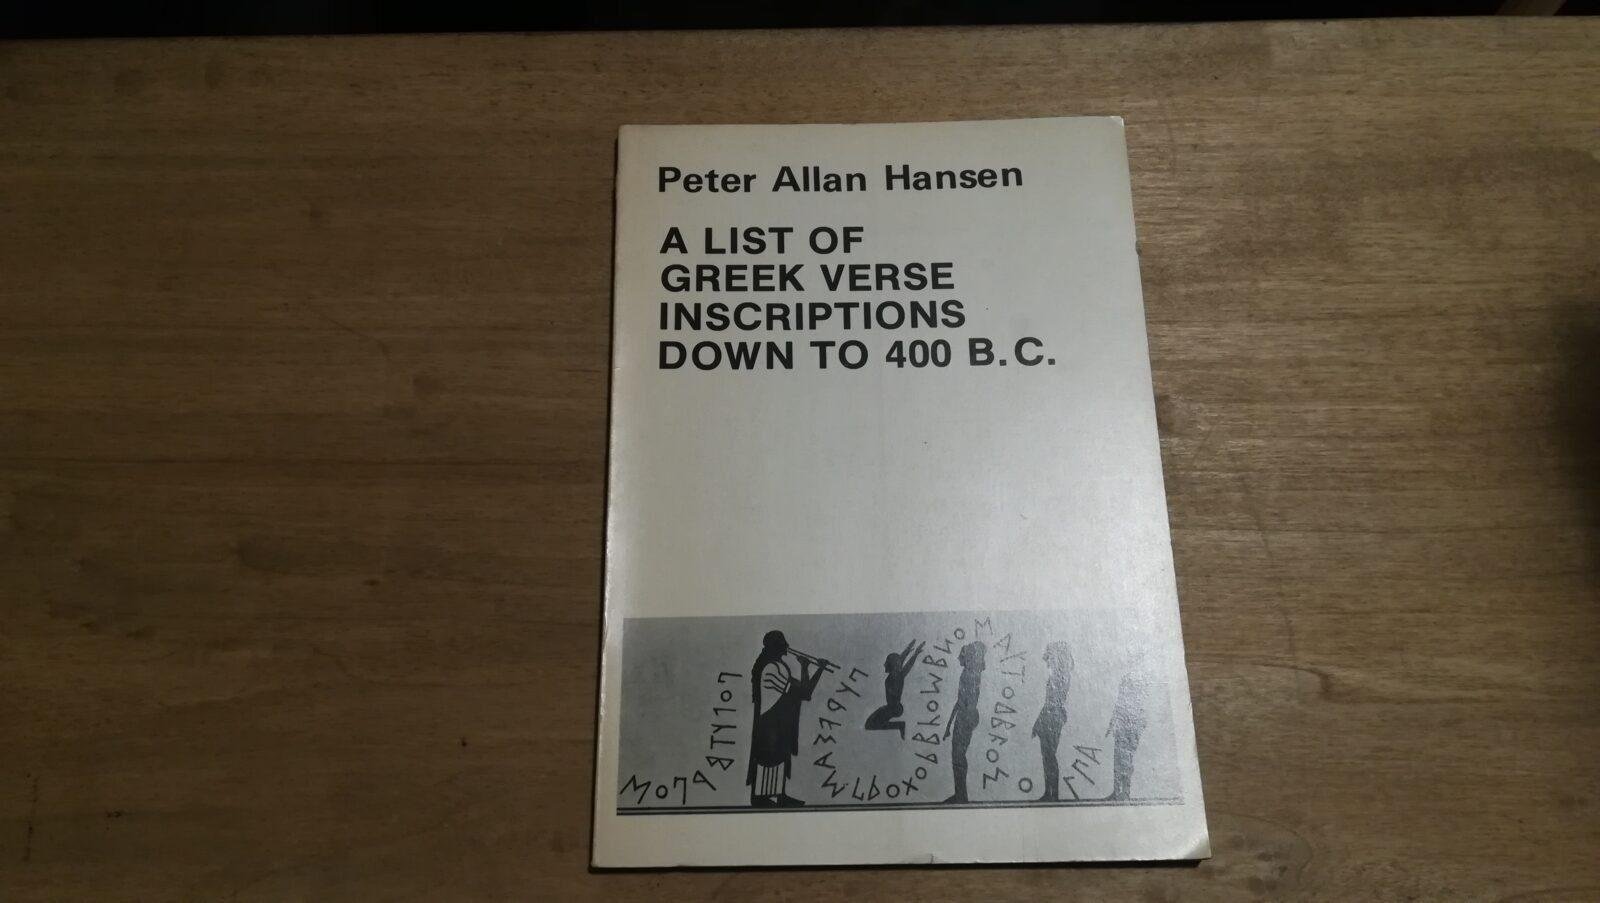 Peter Allan Hansen
A LIST OF
GREEK VERSE
INSCRIPTIONS
DOWN TO 400 B.C.